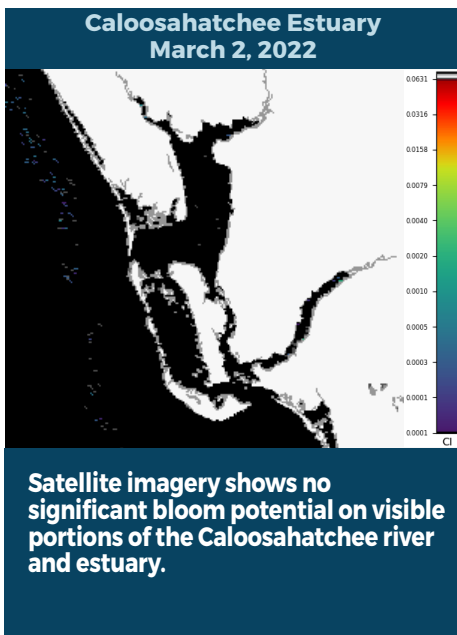 Caloosahatchee Estuary
March 2, 2022
0.0631
0.0316
0.0158
0.0079
0.0040
0.0020
0.0010
0.0005
0.0003
0.0001
0.0001
CI
Satellite imagery shows no
significant bloom potential on visible
portions of the Caloosahatchee river
and estuary.